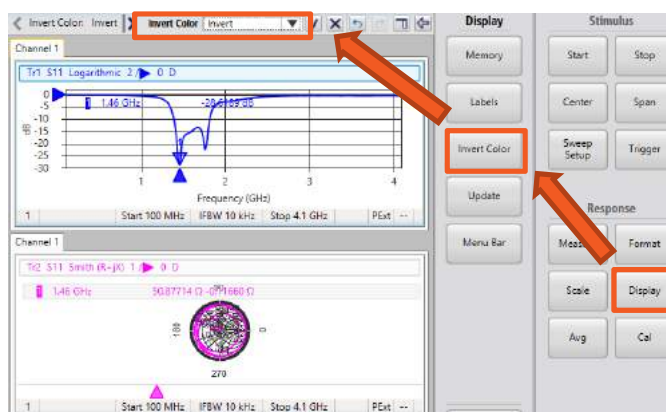 Invert Color: Invert
Invert Color
Invert
Channel 1
Tr1 S11 Logarithmic 2/ 0 D
1 1.46 GHz
0
-5
-10
-15
-20
-25
-30
dB
1
2
3
4
Frequency (GHz)
1 Start 100 MHz IFBW 10 kHz Stop 4.1 GHz PExt --
Channel 1
Tr2 S11 Smith (R+jX) 1/ 0 D
1 1.46 GHz
180
0
270
1 Start 100 MHz IFBW 10 kHz Stop 4.1 GHz PExt --
Display
Memory
Labels
Invert Color
Update
Menu Bar
Stimulus
Start
Stop
Center
Span
Sweep
Setup
Trigger
Response
Format
Scale
Display
Avg
Cal